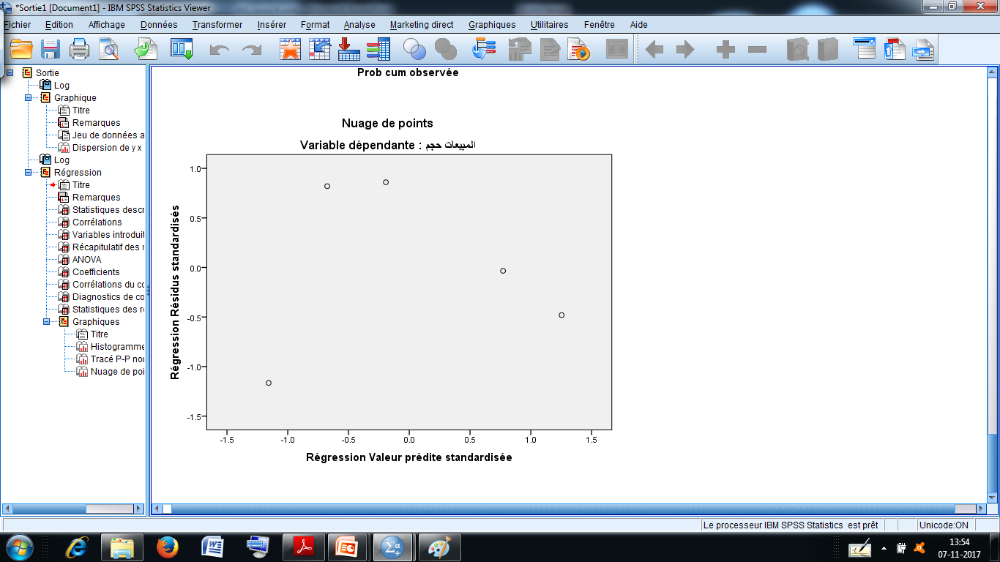 *Sortie1 [Document1] - IBM SPSS Statistics Viewer
Fichier Edition Affichage Données Transformer Insérer Format Analyse Marketing direct Graphiques Utilitaires Fenêtre Aide
Sortie
Log
Graphique
Titre
Remarques
Jeu de données a
Dispersion de y x
Log
Régression
Titre
Remarques
Statistiques descr
Corrélations
Variables introduit
Récapitulatif des r
ANOVA
Coefficients
Corrélations du co
Diagnostics de co
Statistiques des r
Graphiques
Titre
Histogramme
Tracé P-P nor
Nuage de poi
Prob cum observée
Nuage de points
Variable dépendante : المبيعات حجم
Régression Résidus standardisés
1.0
0.5
0.0
-0.5
-1.0
-1.5
-1.5 -1.0 -0.5 0.0 0.5 1.0 1.5
Régression Valeur prédite standardisée
Le processeur IBM SPSS Statistics est prêt Unicode:ON
13:54
07-11-2017